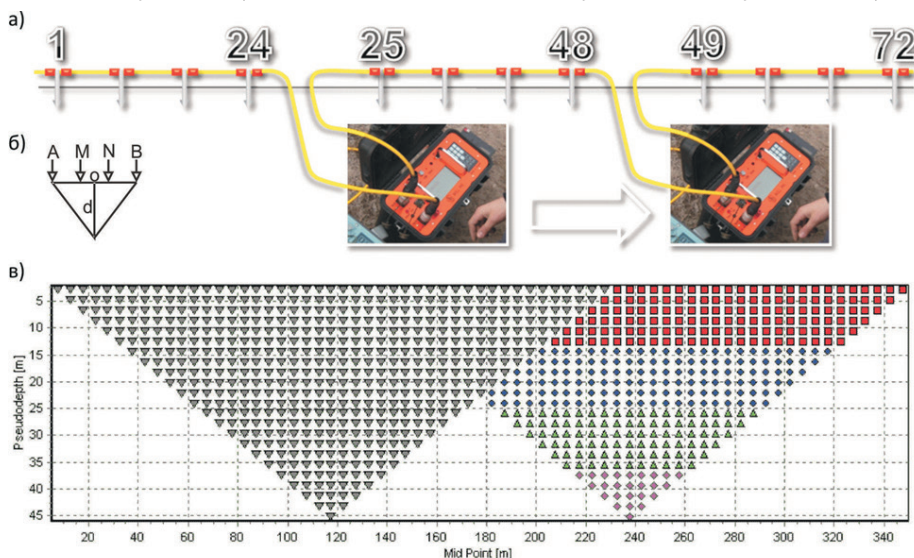 а)
1 24 25 48 49 72
б)
A M N B
o
d
в)
Pseudodepth [m]
5
10
15
20
25
30
35
40
45
20 40 60 80 100 120 140 160 180 200 220 240 260 280 300 320 340
Mid Point [m]